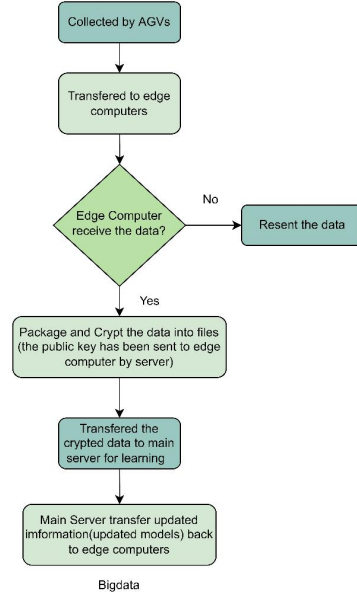 Collected by AGVs
Transfered to edge
computers
Edge Computer
receive the data?
No
Resent the data
Yes
Package and Crypt the data into files
(the public key has been sent to edge
computer by server)
Transfered the
crypted data to main
server for learning
Main Server transfer updated
imformation(updated models) back
to edge computers
Bigdata